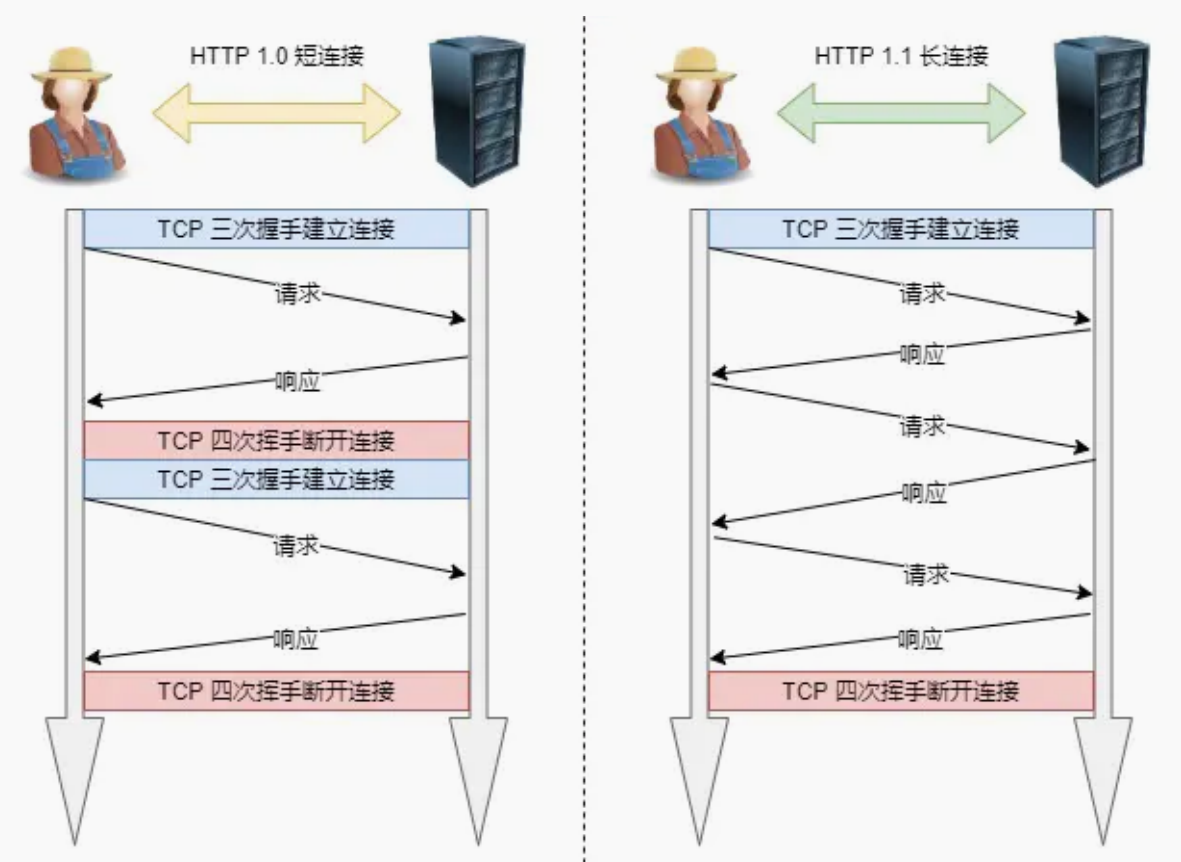 HTTP 1.0 短连接
TCP 三次握手建立连接
请求
响应
TCP 四次挥手断开连接
TCP 三次握手建立连接
请求
响应
TCP 四次挥手断开连接
HTTP 1.1 长连接
TCP 三次握手建立连接
请求
响应
请求
响应
请求
响应
TCP 四次挥手断开连接